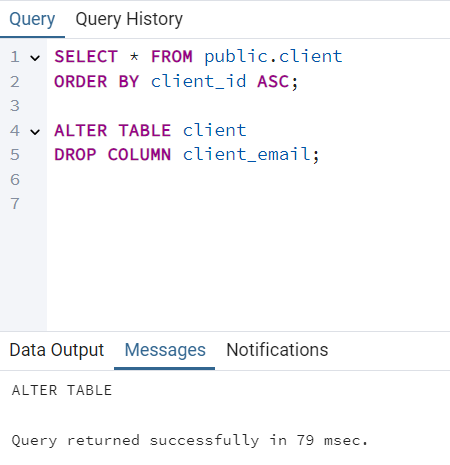 Query Query History
1 SELECT * FROM public.client
2 ORDER BY client_id ASC;
3
4 ALTER TABLE client
5 DROP COLUMN client_email;
6
7
Data Output Messages Notifications
ALTER TABLE
Query returned successfully in 79 msec.